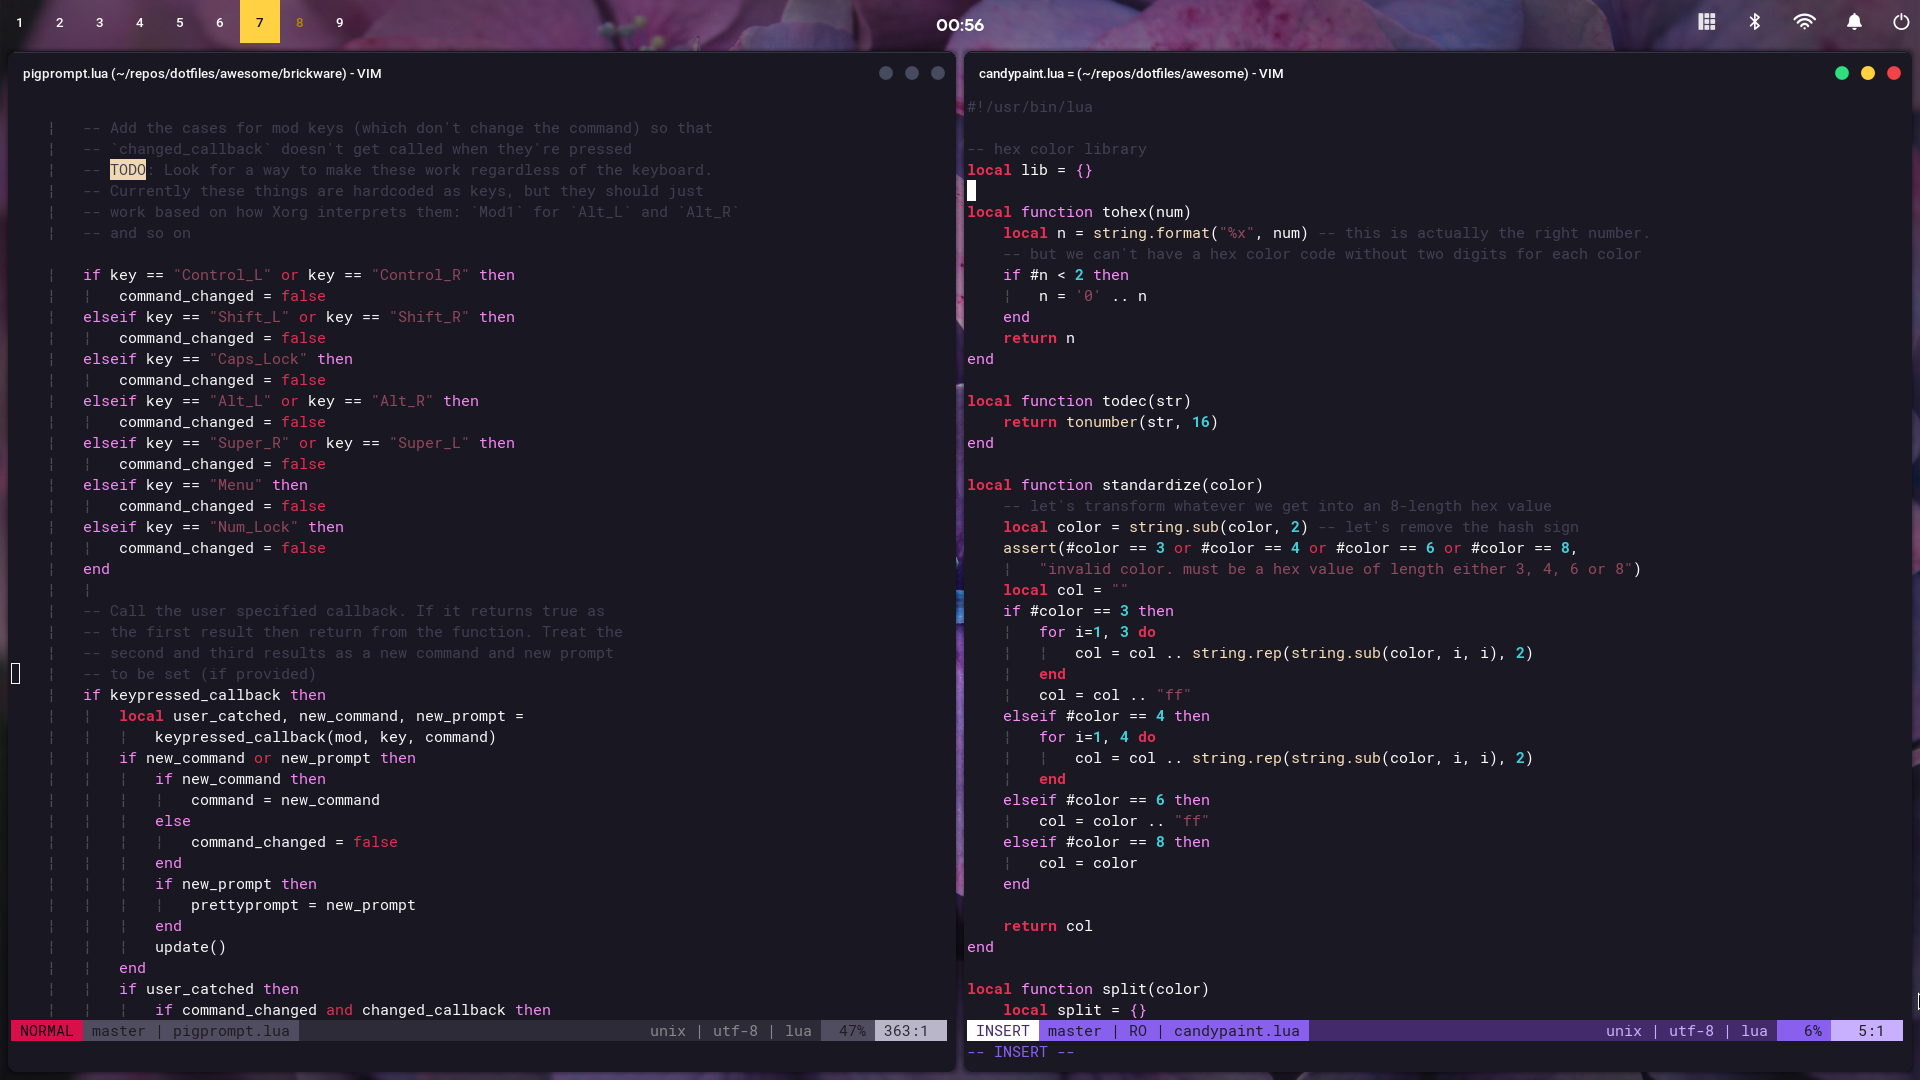 1 2 3 4 5 6 7 8 9
00:56
pigprompt.lua (~/repos/dotfiles/awesome/brickware) - VIM
-- Add the cases for mod keys (which don't change the command) so that
-- `changed_callback` doesn't get called when they're pressed
-- TODO: Look for a way to make these work regardless of the keyboard.
-- Currently these things are hardcoded as keys, but they should just
-- work based on how Xorg interprets them: `Mod1` for `Alt_L` and `Alt_R`
-- and so on
if key == "Control_L" or key == "Control_R" then
command_changed = false
elseif key == "Shift_L" or key == "Shift_R" then
command_changed = false
elseif key == "Caps_Lock" then
command_changed = false
elseif key == "Alt_L" or key == "Alt_R" then
command_changed = false
elseif key == "Super_R" or key == "Super_L" then
command_changed = false
elseif key == "Menu" then
command_changed = false
elseif key == "Num_Lock" then
command_changed = false
end
-- Call the user specified callback. If it returns true as
-- the first result then return from the function. Treat the
-- second and third results as a new command and new prompt
-- to be set (if provided)
if keypressed_callback then
local user_catched, new_command, new_prompt =
keypressed_callback(mod, key, command)
if new_command or new_prompt then
if new_command then
command = new_command
else
command_changed = false
end
if new_prompt then
prettyprompt = new_prompt
end
update()
end
if user_catched then
if command_changed and changed_callback then
NORMAL master | pigprompt.lua unix | utf-8 | lua 47% 363:1
candypaint.lua = (~/repos/dotfiles/awesome) - VIM
#!/usr/bin/lua
-- hex color library
local lib = {}
local function tohex(num)
local n = string.format("%x", num) -- this is actually the right number.
-- but we can't have a hex color code without two digits for each color
if #n < 2 then
n = '0' .. n
end
return n
end
local function todec(str)
return tonumber(str, 16)
end
local function standardize(color)
-- let's transform whatever we get into an 8-length hex value
local color = string.sub(color, 2) -- let's remove the hash sign
assert(#color == 3 or #color == 4 or #color == 6 or #color == 8,
"invalid color. must be a hex value of length either 3, 4, 6 or 8")
local col = ""
if #color == 3 then
for i=1, 3 do
col = col .. string.rep(string.sub(color, i, i), 2)
end
col = col .. "ff"
elseif #color == 4 then
for i=1, 4 do
col = col .. string.rep(string.sub(color, i, i), 2)
end
elseif #color == 6 then
col = color .. "ff"
elseif #color == 8 then
col = color
end
return col
end
local function split(color)
local split = {}
INSERT master | RO | candypaint.lua unix | utf-8 | lua 6% 5:1
-- INSERT --